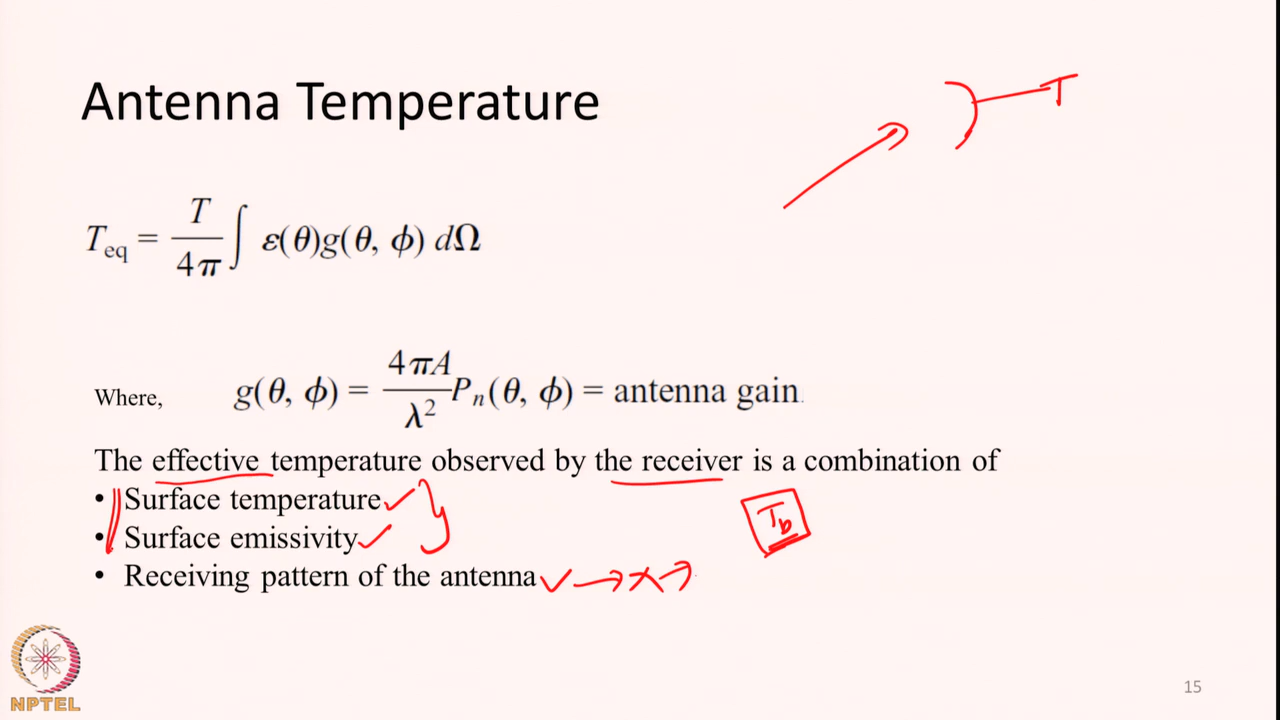 Antenna Temperature
T
T_eq = T/4π ∫ ε(θ)g(θ, ϕ) dΩ
Where, g(θ, ϕ) = 4πA/λ² P_n(θ, ϕ) = antenna gain
The effective temperature observed by the receiver is a combination of
• Surface temperature
• Surface emissivity
T_b
• Receiving pattern of the antenna
NPTEL
15